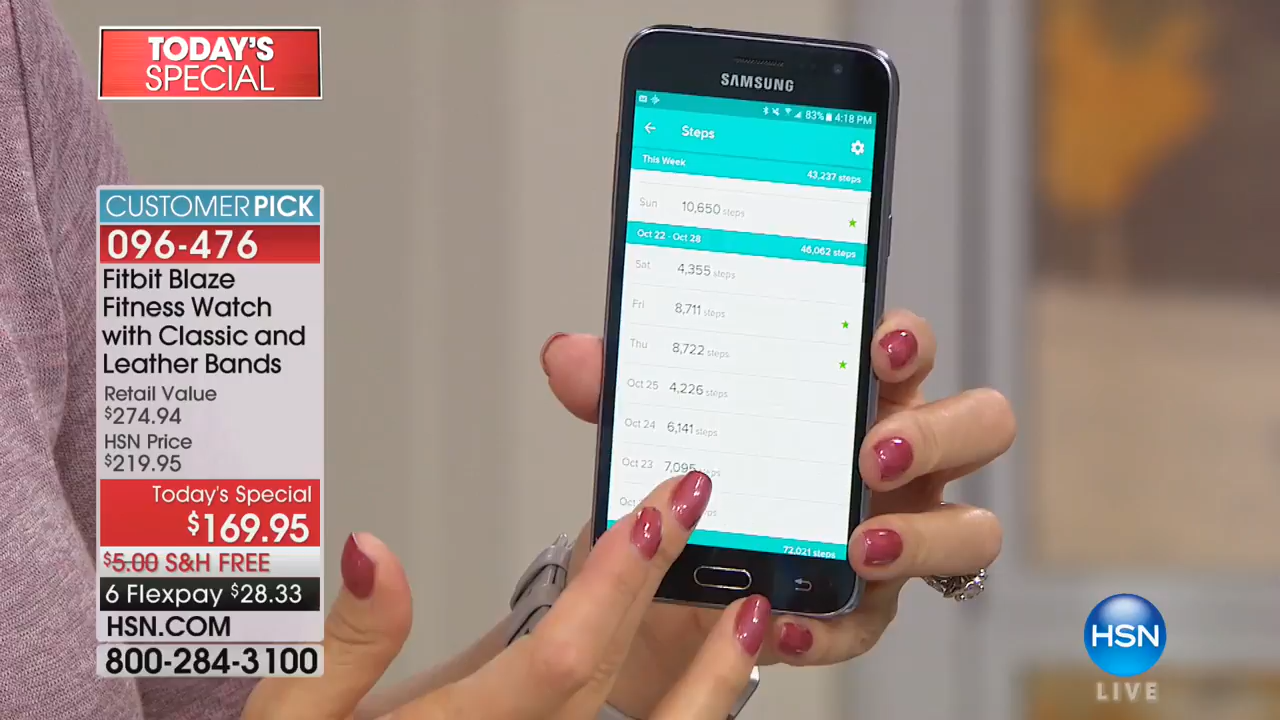 TODAY'S
SPECIAL
CUSTOMER PICK
096-476
Fitbit Blaze
Fitness Watch
with Classic and
Leather Bands
Retail Value
$274.94
HSN Price
$219.95
Today's Special
$169.95
$5.00 S&H FREE
6 Flexpay $28.33
HSN.COM
800-284-3100
SAMSUNG
83% 4:18 PM
Steps
This Week 43,237 steps
Sun 10,650 steps
Oct 22 - Oct 28 46,062 steps
Sat 4,355 steps
Fri 8,711 steps
Thu 8,722 steps
Oct 25 4,226 steps
Oct 24 6,141 steps
Oct 23 7,095 steps
72,021 steps
HSN
LIVE